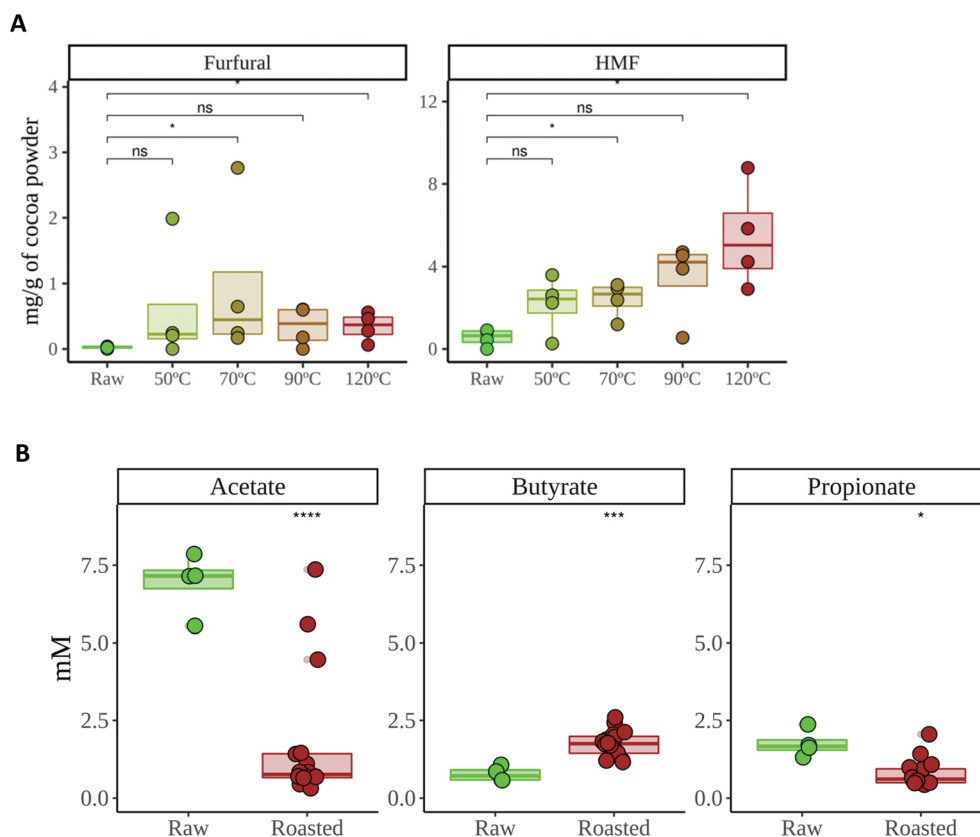 A
Furfural
HMF
mg/g of cocoa powder
4
3
2
1
0
*
ns
*
ns
Raw
50ºC
70ºC
90ºC
120ºC
12
8
4
0
*
ns
*
ns
Raw
50ºC
70ºC
90ºC
120ºC
B
Acetate
Butyrate
Propionate
mM
7.5
5.0
2.5
0.0
****
Raw
Roasted
7.5
5.0
2.5
0.0
***
Raw
Roasted
7.5
5.0
2.5
0.0
*
Raw
Roasted